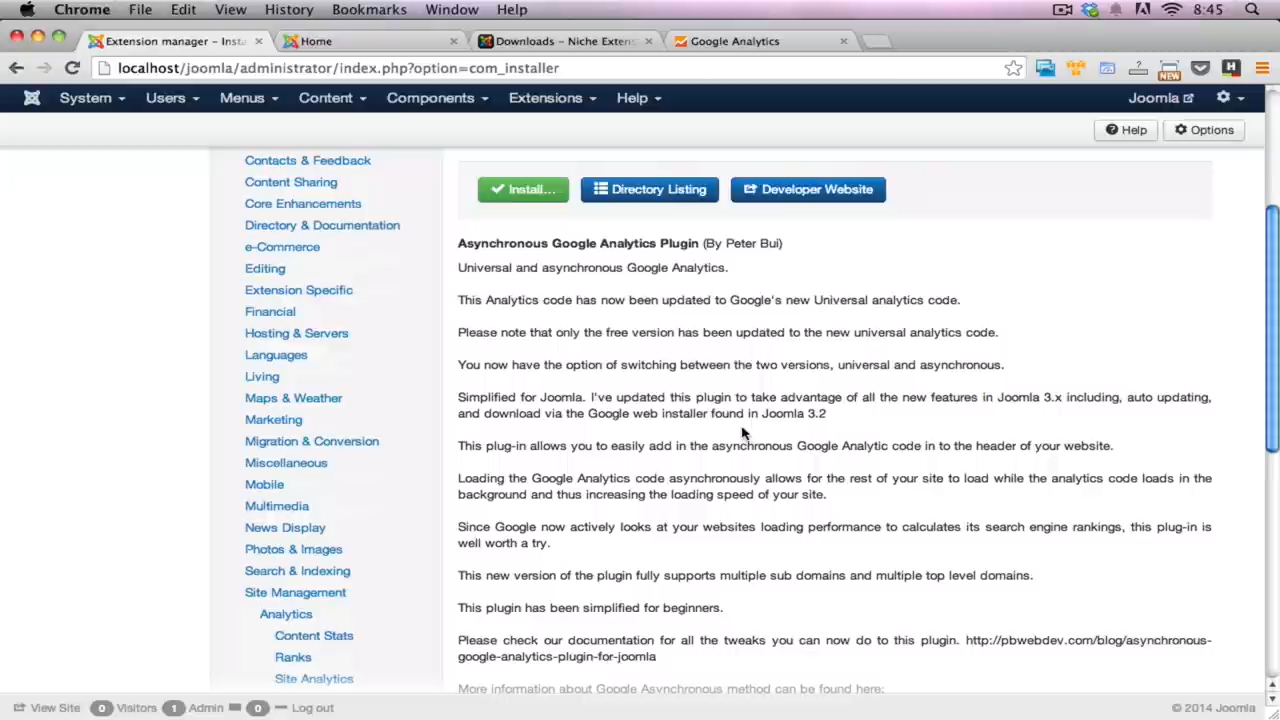 Chrome File Edit View History Bookmarks Window Help 8:45
Extension manager - Insta Home Downloads – Niche Exten Google Analytics
localhost/joomla/administrator/index.php?option=com_installer NEW H
System Users Menus Content Components Extensions Help Joomla
Help Options
Contacts & Feedback
Content Sharing
Core Enhancements
Directory & Documentation
e-Commerce
Editing
Extension Specific
Financial
Hosting & Servers
Languages
Living
Maps & Weather
Marketing
Migration & Conversion
Miscellaneous
Mobile
Multimedia
News Display
Photos & Images
Search & Indexing
Site Management
Analytics
Content Stats
Ranks
Site Analytics
Install... Directory Listing Developer Website
Asynchronous Google Analytics Plugin (By Peter Bui)
Universal and asynchronous Google Analytics.
This Analytics code has now been updated to Google's new Universal analytics code.
Please note that only the free version has been updated to the new universal analytics code.
You now have the option of switching between the two versions, universal and asynchronous.
Simplified for Joomla. I've updated this plugin to take advantage of all the new features in Joomla 3.x including, auto updating,
and download via the Google web installer found in Joomla 3.2
This plug-in allows you to easily add in the asynchronous Google Analytic code in to the header of your website.
Loading the Google Analytics code asynchronously allows for the rest of your site to load while the analytics code loads in the
background and thus increasing the loading speed of your site.
Since Google now actively looks at your websites loading performance to calculates its search engine rankings, this plug-in is
well worth a try.
This new version of the plugin fully supports multiple sub domains and multiple top level domains.
This plugin has been simplified for beginners.
Please check our documentation for all the tweaks you can now do to this plugin. http://pbwebdev.com/blog/asynchronous-
google-analytics-plugin-for-joomla
More information about Google Asynchronous method can be found here:
View Site 0 Visitors 1 Admin 0 Log out © 2014 Joomla